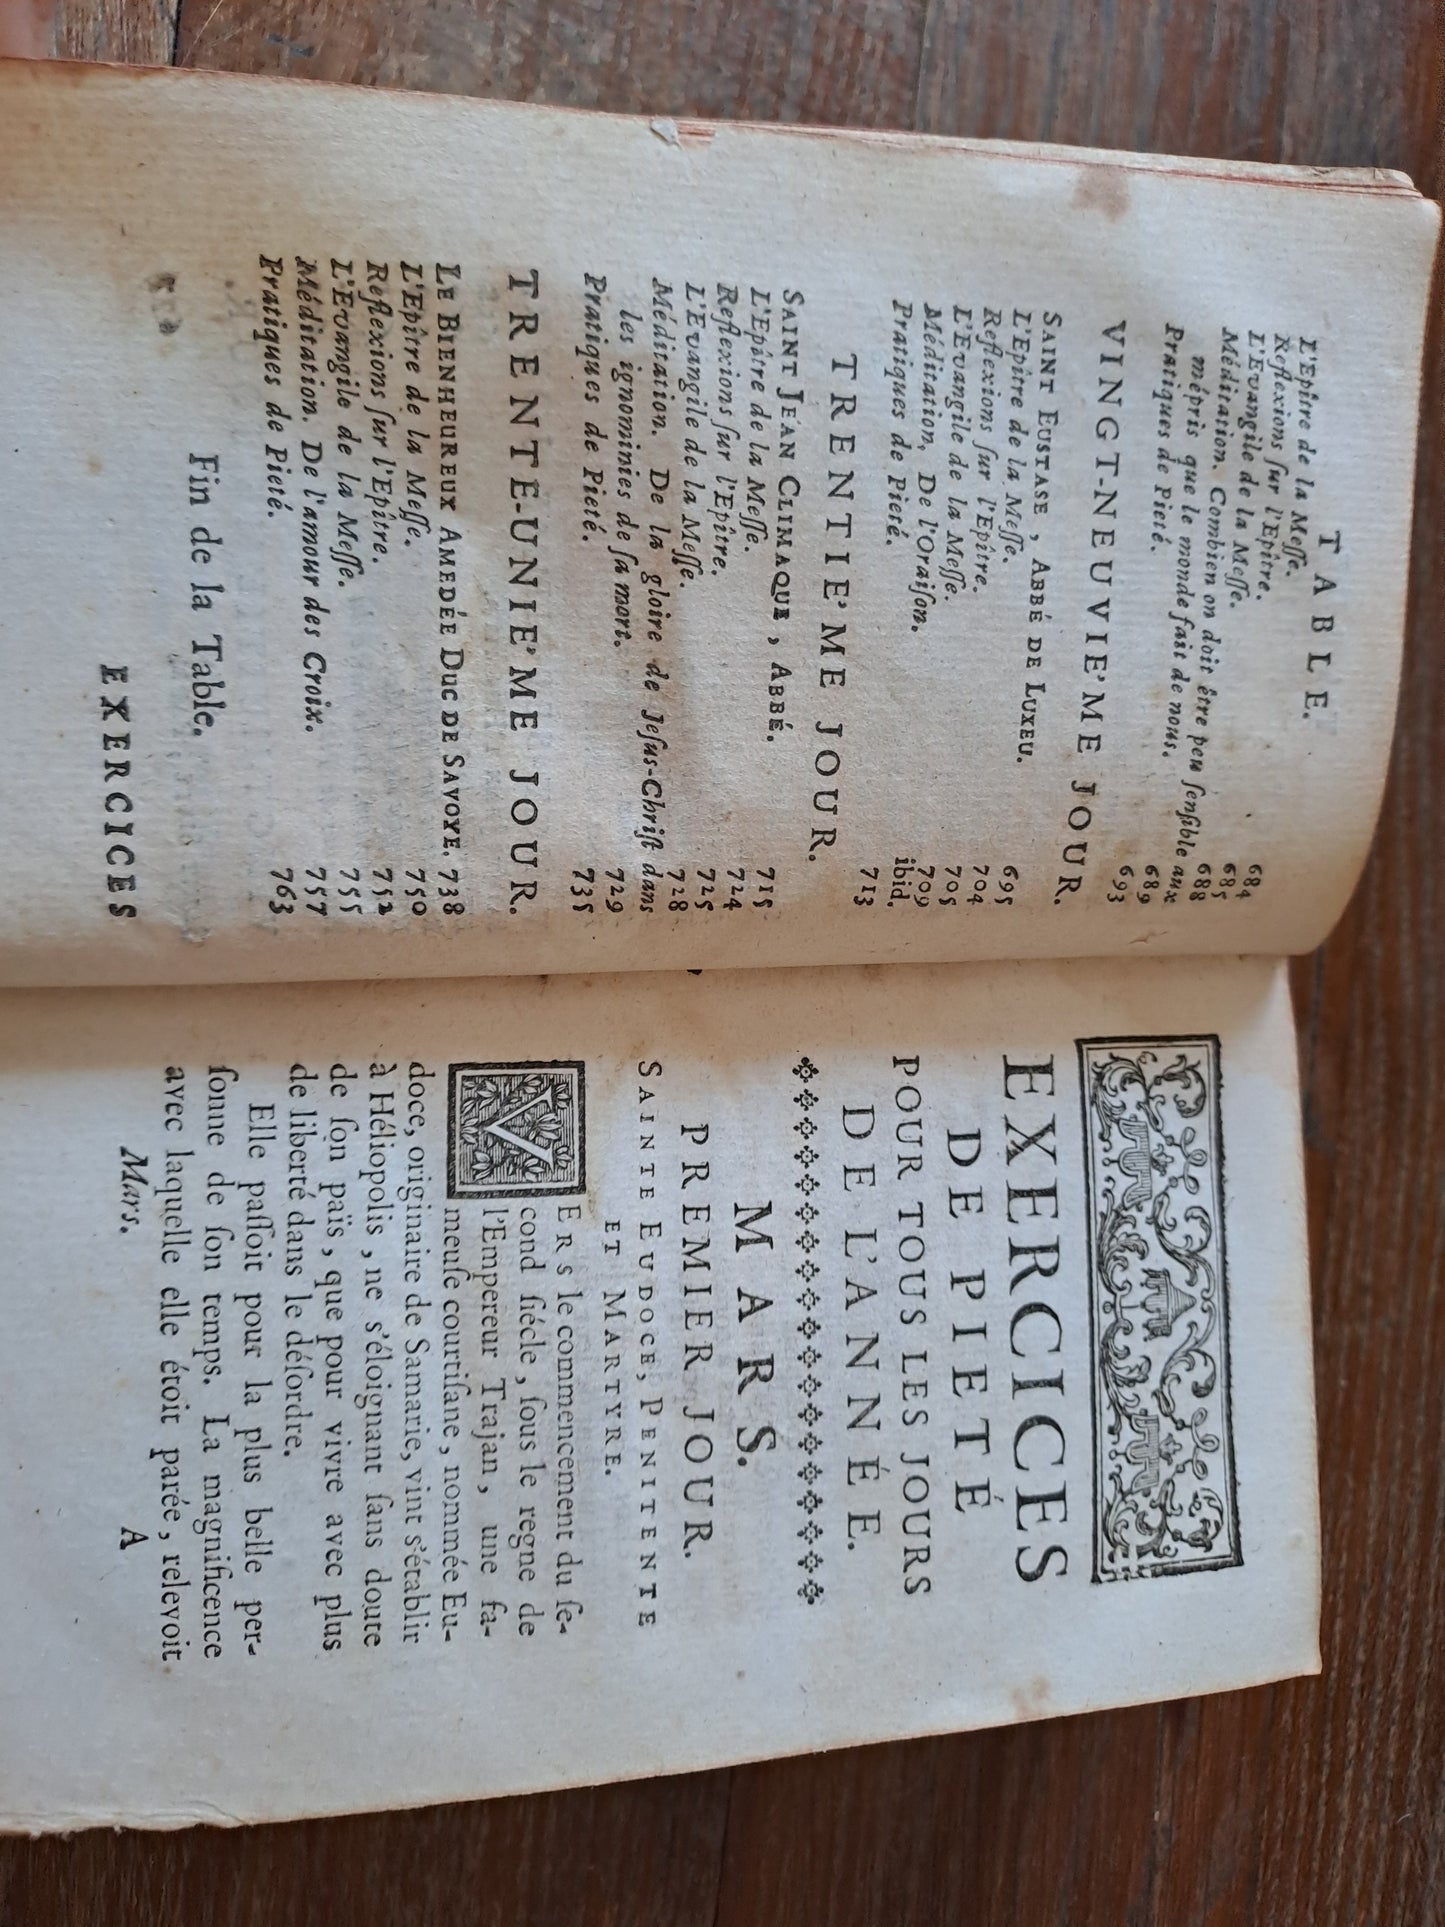 TABLE.
L'Epître de la Meſſe. 684
Reflexions ſur l'Epître. 685
L'Evangile de la Meſſe. 688
Méditation. Combien on doit être peu ſenſible aux
mépris que le monde fait de nous. 689
Pratiques de Pieté. 693
VINGT-NEUVIE'ME JOUR.
SAINT EUSTASE, ABBÉ DE LUXEU. 695
L'Epître de la Meſſe. 704
Reflexions ſur l'Epître. 705
L'Evangile de la Meſſe. 709
Méditation, De l'Oraiſon. ibid.
Pratiques de Pieté. 713
TRENTIE'ME JOUR.
SAINT JEAN CLIMAQUE, ABBÉ. 715
L'Epître de la Meſſe. 724
Reflexions ſur l'Epître. 725
L'Evangile de la Meſſe. 728
Méditation. De la gloire de Jeſus-Chriſt dans
les ignominies de ſa mort. 729
Pratiques de Pieté. 735
TRENTE-UNIE'ME JOUR.
LE BIENHEUREUX AMEDÉE DUC DE SAVOYE. 738
L'Epître de la Meſſe. 750
Reflexions ſur l'Epître. 752
L'Evangile de la Meſſe. 755
Méditation. De l'amour des Croix. 757
Pratiques de Pieté. 763
Fin de la Table.
EXERCICES
EXERCICES
DE PIETÉ
POUR TOUS LES JOURS
DE L'ANNÉE.
MARS.
PREMIER JOUR.
SAINTE EUDOCE, PENITENTE
ET MARTYRE.
VERS le commencement du ſe-
cond ſiécle, ſous le regne de
l'Empereur Trajan, une fa-
meuſe courtiſane, nommée Eu-
doce, originaire de Samarie, vint s'établir
à Héliopolis, ne s'éloignant ſans doute
de ſon païs, que pour vivre avec plus
de liberté dans le déſordre.
Elle paſſoit pour la plus belle per-
ſonne de ſon temps. La magnificence
avec laquelle elle étoit parée, relevoit
Mars. A